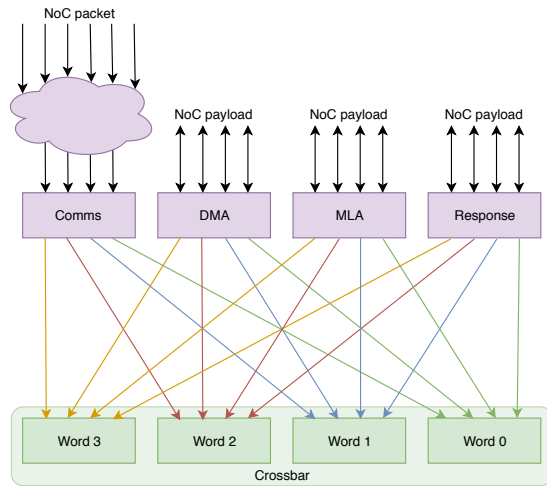 NoC packet
NoC payload
NoC payload
NoC payload
Comms
DMA
MLA
Response
Word 3
Word 2
Word 1
Word 0
Crossbar